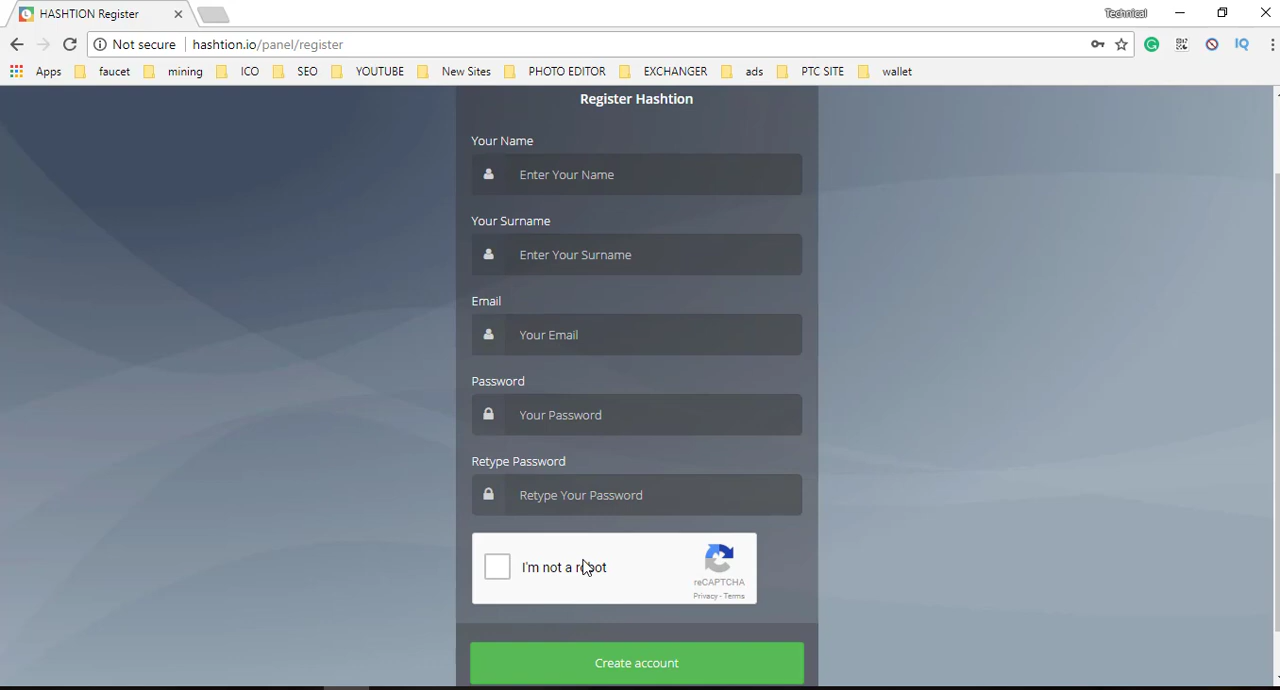 HASHTION Register
Technical
Not secure hashtion.io/panel/register
Apps faucet mining ICO SEO YOUTUBE New Sites PHOTO EDITOR EXCHANGER ads PTC SITE wallet
Register Hashtion
Your Name
Enter Your Name
Your Surname
Enter Your Surname
Email
Your Email
Password
Your Password
Retype Password
Retype Your Password
I'm not a robot
reCAPTCHA
Privacy - Terms
Create account